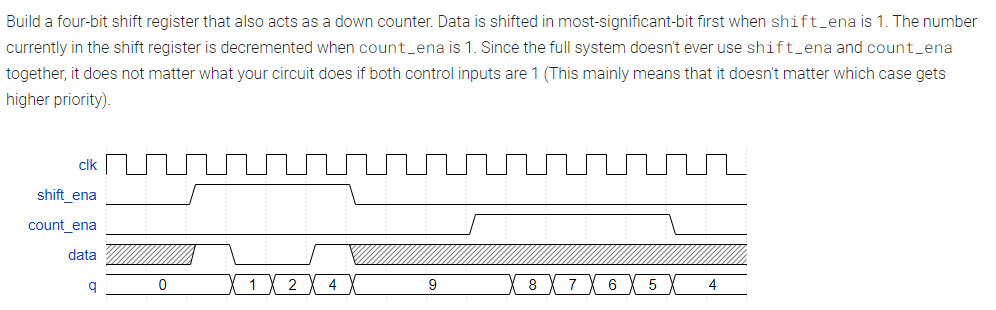 Build a four-bit shift register that also acts as a down counter. Data is shifted in most-significant-bit first when shift_ena is 1. The number
currently in the shift register is decremented when count_ena is 1. Since the full system doesn't ever use shift_ena and count_ena
together, it does not matter what your circuit does if both control inputs are 1 (This mainly means that it doesn't matter which case gets
higher priority).
clk
shift_ena
count_ena
data
q 0 1 2 4 9 8 7 6 5 4